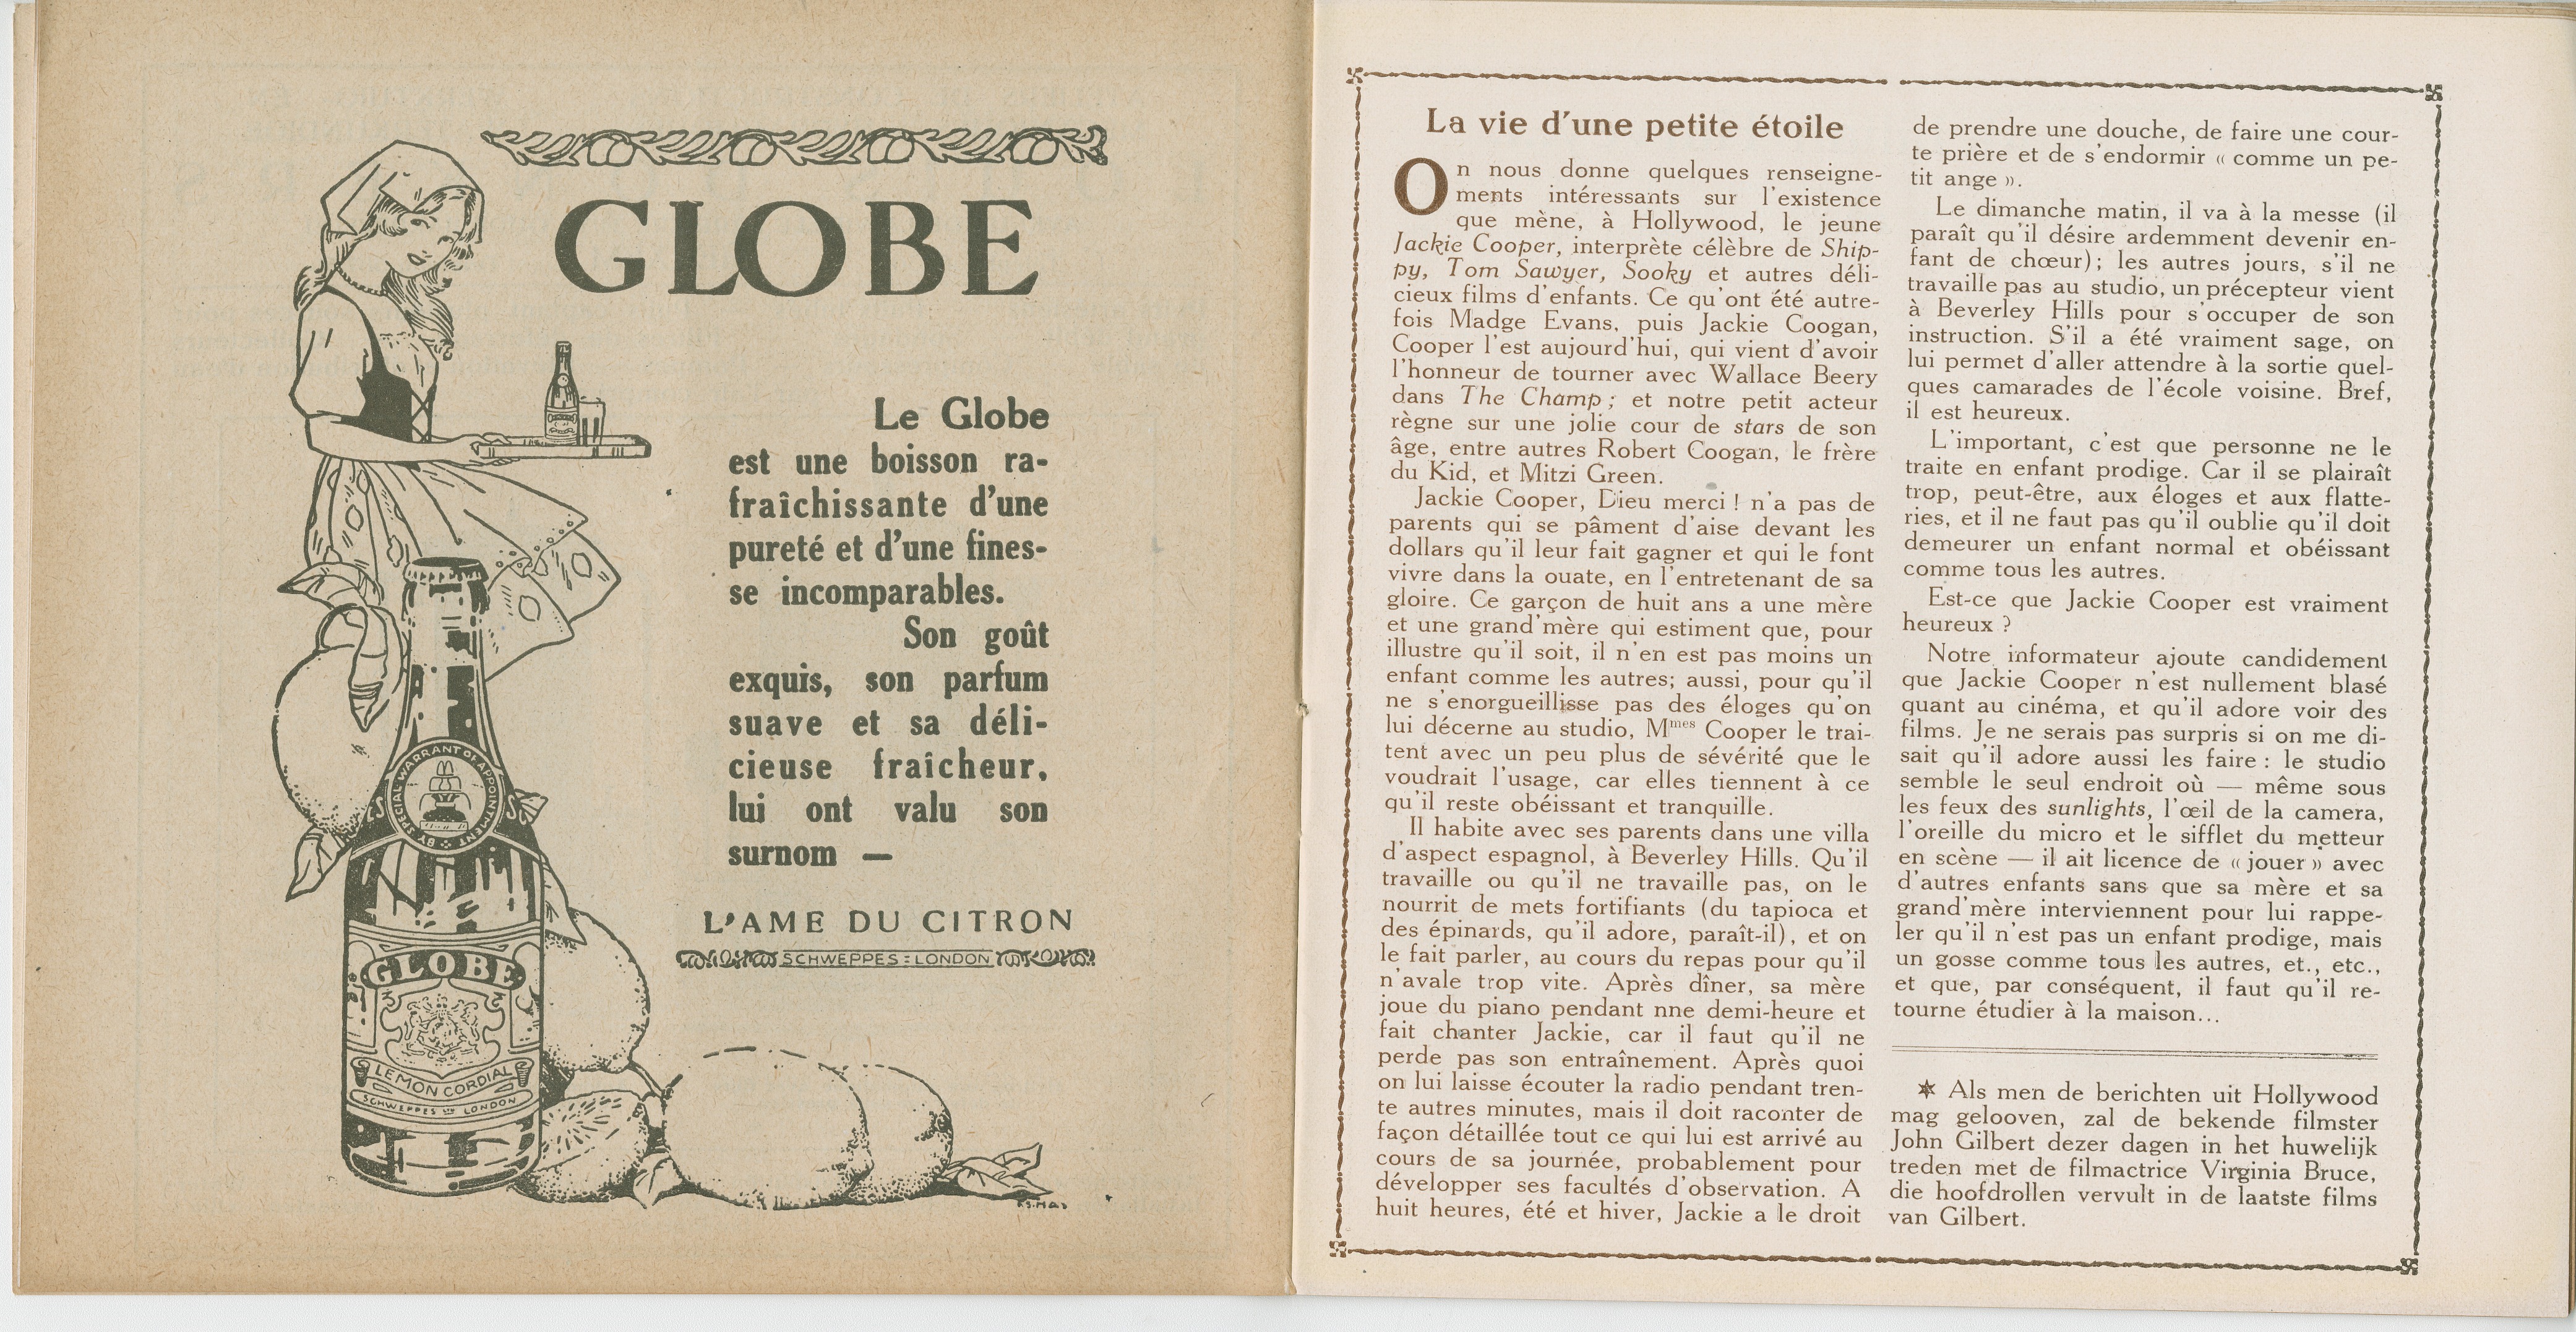 GLOBE
Le Globe
est une boisson ra-
fraîchissante d'une
pureté et d'une fines-
se incomparables.
Son goût
exquis, son parfum
suave et sa déli-
cieuse fraîcheur,
lui ont valu son
surnom —
L'AME DU CITRON
SCHWEPPES = LONDON
BY SPECIAL WARRANT OF APPOINTMENT
GLOBE
LEMON CORDIAL
SCHWEPPES LONDON
La vie d'une petite étoile
On nous donne quelques renseigne-
ments intéressants sur l'existence
que mène, à Hollywood, le jeune
Jackie Cooper, interprète célèbre de Ship-
py, Tom Sawyer, Sooky et autres déli-
cieux films d'enfants. Ce qu'ont été autre-
fois Madge Evans, puis Jackie Coogan,
Cooper l'est aujourd'hui, qui vient d'avoir
l'honneur de tourner avec Wallace Beery
dans The Champ ; et notre petit acteur
règne sur une jolie cour de stars de son
âge, entre autres Robert Coogan, le frère
du Kid, et Mitzi Green.
Jackie Cooper, Dieu merci ! n'a pas de
parents qui se pâment d'aise devant les
dollars qu'il leur fait gagner et qui le font
vivre dans la ouate, en l'entretenant de sa
gloire. Ce garçon de huit ans a une mère
et une grand'mère qui estiment que, pour
illustre qu'il soit, il n'en est pas moins un
enfant comme les autres; aussi, pour qu'il
ne s'enorgueillisse pas des éloges qu'on
lui décerne au studio, Mmes Cooper le trai-
tent avec un peu plus de sévérité que le
voudrait l'usage, car elles tiennent à ce
qu'il reste obéissant et tranquille.
Il habite avec ses parents dans une villa
d'aspect espagnol, à Beverley Hills. Qu'il
travaille ou qu'il ne travaille pas, on le
nourrit de mets fortifiants (du tapioca et
des épinards, qu'il adore, paraît-il), et on
le fait parler, au cours du repas pour qu'il
n'avale trop vite. Après dîner, sa mère
joue du piano pendant nne demi-heure et
fait chanter Jackie, car il faut qu'il ne
perde pas son entraînement. Après quoi
on lui laisse écouter la radio pendant tren-
te autres minutes, mais il doit raconter de
façon détaillée tout ce qui lui est arrivé au
cours de sa journée, probablement pour
développer ses facultés d'observation. A
huit heures, été et hiver, Jackie a le droit
de prendre une douche, de faire une cour-
te prière et de s'endormir « comme un pe-
tit ange ».
Le dimanche matin, il va à la messe (il
paraît qu'il désire ardemment devenir en-
fant de chœur) ; les autres jours, s'il ne
travaille pas au studio, un précepteur vient
à Beverley Hills pour s'occuper de son
instruction. S'il a été vraiment sage, on
lui permet d'aller attendre à la sortie quel-
ques camarades de l'école voisine. Bref,
il est heureux.
L'important, c'est que personne ne le
traite en enfant prodige. Car il se plairaît
trop, peut-être, aux éloges et aux flatte-
ries, et il ne faut pas qu'il oublie qu'il doit
demeurer un enfant normal et obéissant
comme tous les autres.
Est-ce que Jackie Cooper est vraiment
heureux ?
Notre informateur ajoute candidement
que Jackie Cooper n'est nullement blasé
quant au cinéma, et qu'il adore voir des
films. Je ne serais pas surpris si on me di-
sait qu'il adore aussi les faire : le studio
semble le seul endroit où — même sous
les feux des sunlights, l'œil de la camera,
l'oreille du micro et le sifflet du metteur
en scène — il ait licence de « jouer » avec
d'autres enfants sans que sa mère et sa
grand'mère interviennent pour lui rappe-
ler qu'il n'est pas un enfant prodige, mais
un gosse comme tous les autres, et., etc.,
et que, par conséquent, il faut qu'il re-
tourne étudier à la maison...
★ Als men de berichten uit Hollywood
mag gelooven, zal de bekende filmster
John Gilbert dezer dagen in het huwelijk
treden met de filmactrice Virginia Bruce,
die hoofdrollen vervult in de laatste films
van Gilbert.